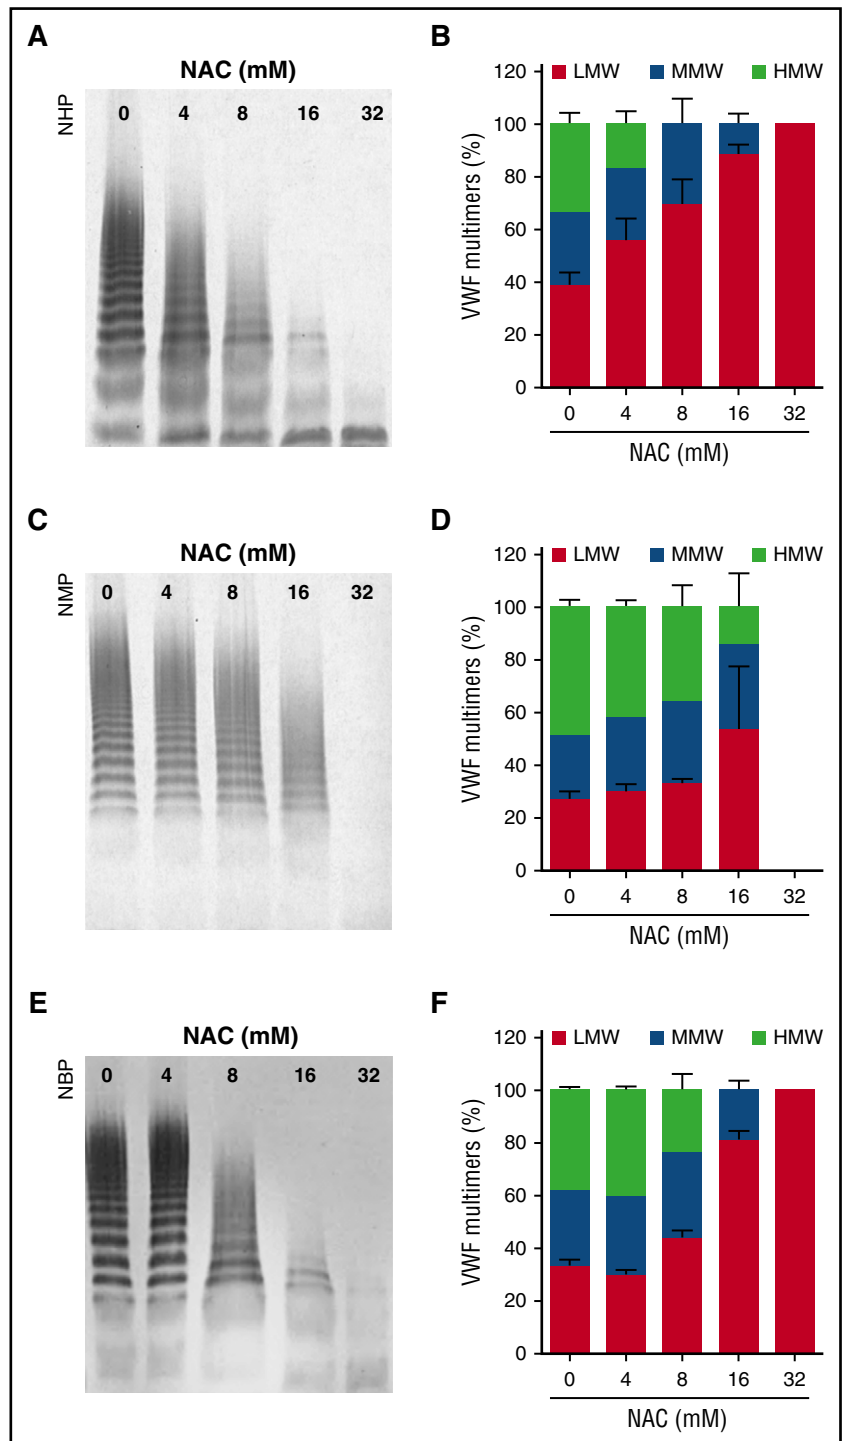 A
NAC (mM)
NHP
0 4 8 16 32
B
LMW MMW HMW
VWF multimers (%)
120
100
80
60
40
20
0
0 4 8 16 32
NAC (mM)
C
NAC (mM)
NMP
0 4 8 16 32
D
LMW MMW HMW
VWF multimers (%)
120
100
80
60
40
20
0
0 4 8 16 32
NAC (mM)
E
NAC (mM)
NBP
0 4 8 16 32
F
LMW MMW HMW
VWF multimers (%)
120
100
80
60
40
20
0
0 4 8 16 32
NAC (mM)